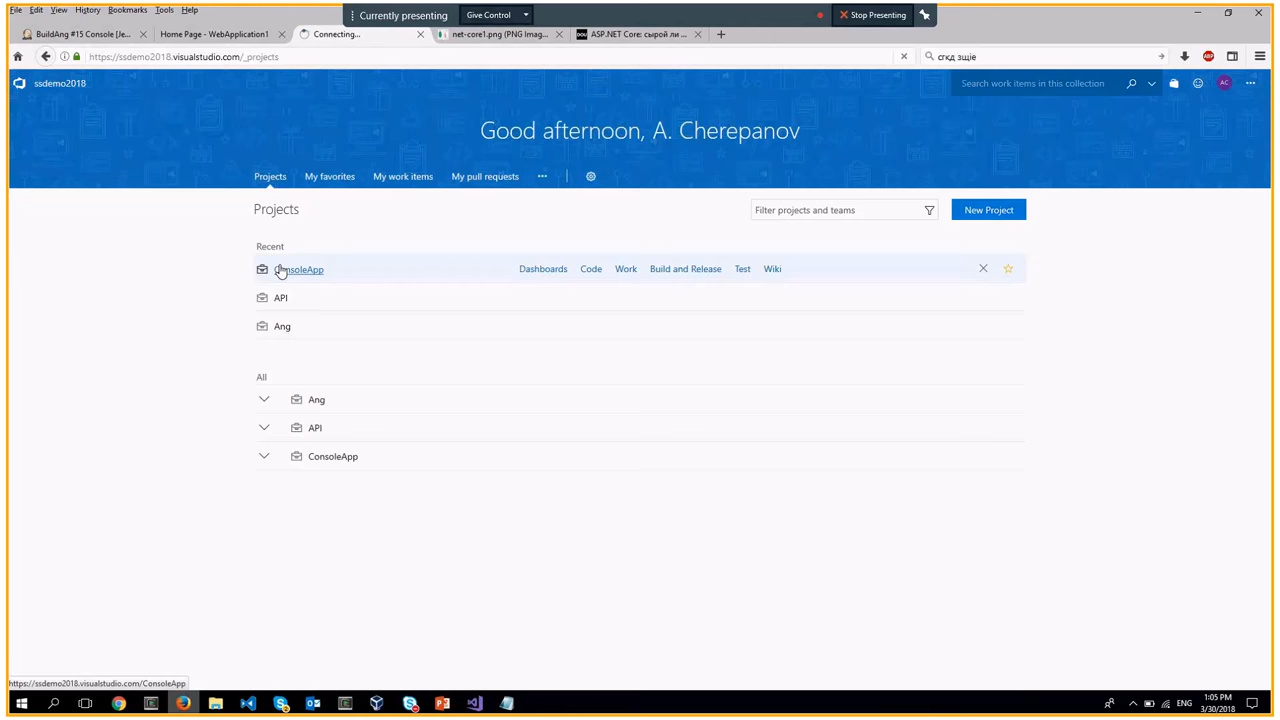 File Edit View History Bookmarks Tools Help
Currently presenting Give Control Stop Presenting
BuildAng #15 Console [Je... Home Page - WebApplication1 Connecting... net-core1.png (PNG Imag... ASP.NET Core: сырой ли ...
https://ssdemo2018.visualstudio.com/_projects сгкд зщіе
ssdemo2018 Search work items in this collection AC
Good afternoon, A. Cherepanov
Projects My favorites My work items My pull requests
Projects Filter projects and teams New Project
Recent
ConsoleApp Dashboards Code Work Build and Release Test Wiki
API
Ang
All
Ang
API
ConsoleApp
https://ssdemo2018.visualstudio.com/ConsoleApp
ENG 1:05 PM
3/30/2018